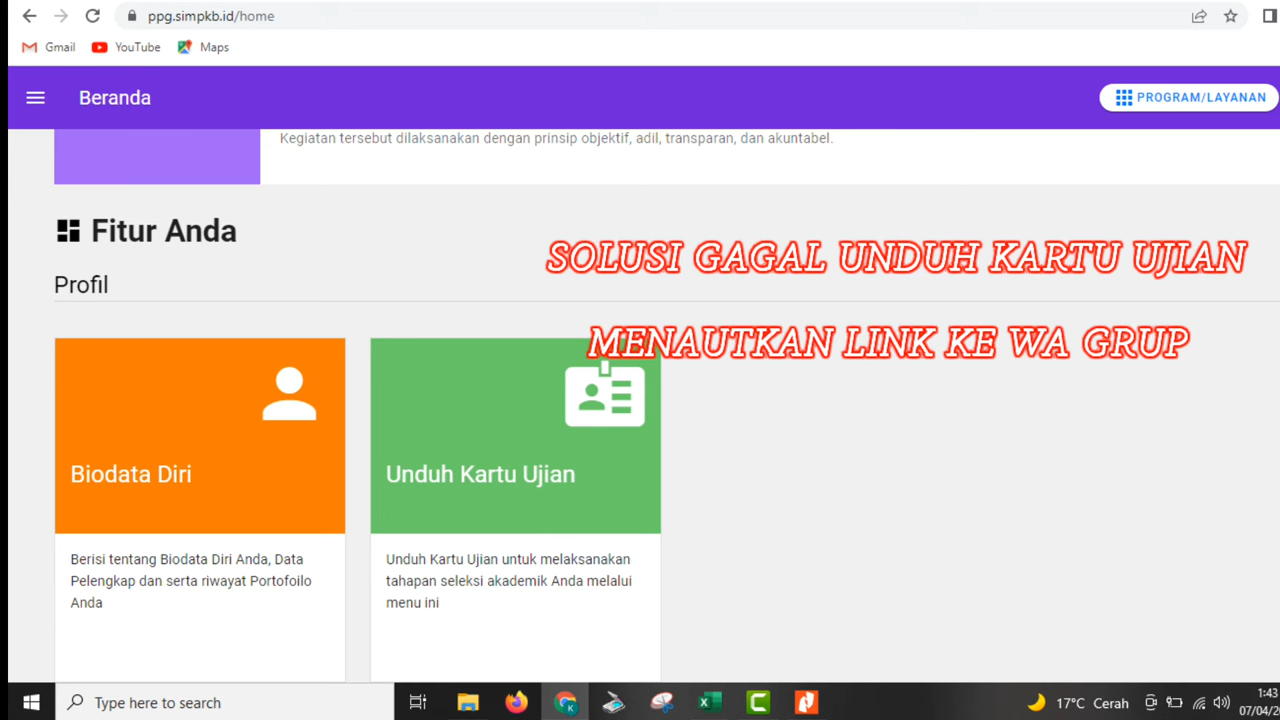 ppg.simpkb.id/home
Gmail YouTube Maps
Beranda
PROGRAM/LAYANAN
Kegiatan tersebut dilaksanakan dengan prinsip objektif, adil, transparan, dan akuntabel.
Fitur Anda
SOLUSI GAGAL UNDUH KARTU UJIAN
Profil
MENAUTKAN LINK KE WA GRUP
Biodata Diri
Berisi tentang Biodata Diri Anda, Data
Pelengkap dan serta riwayat Portofoilo
Anda
Unduh Kartu Ujian
Unduh Kartu Ujian untuk melaksanakan
tahapan seleksi akademik Anda melalui
menu ini
Type here to search
17°C Cerah
1:43